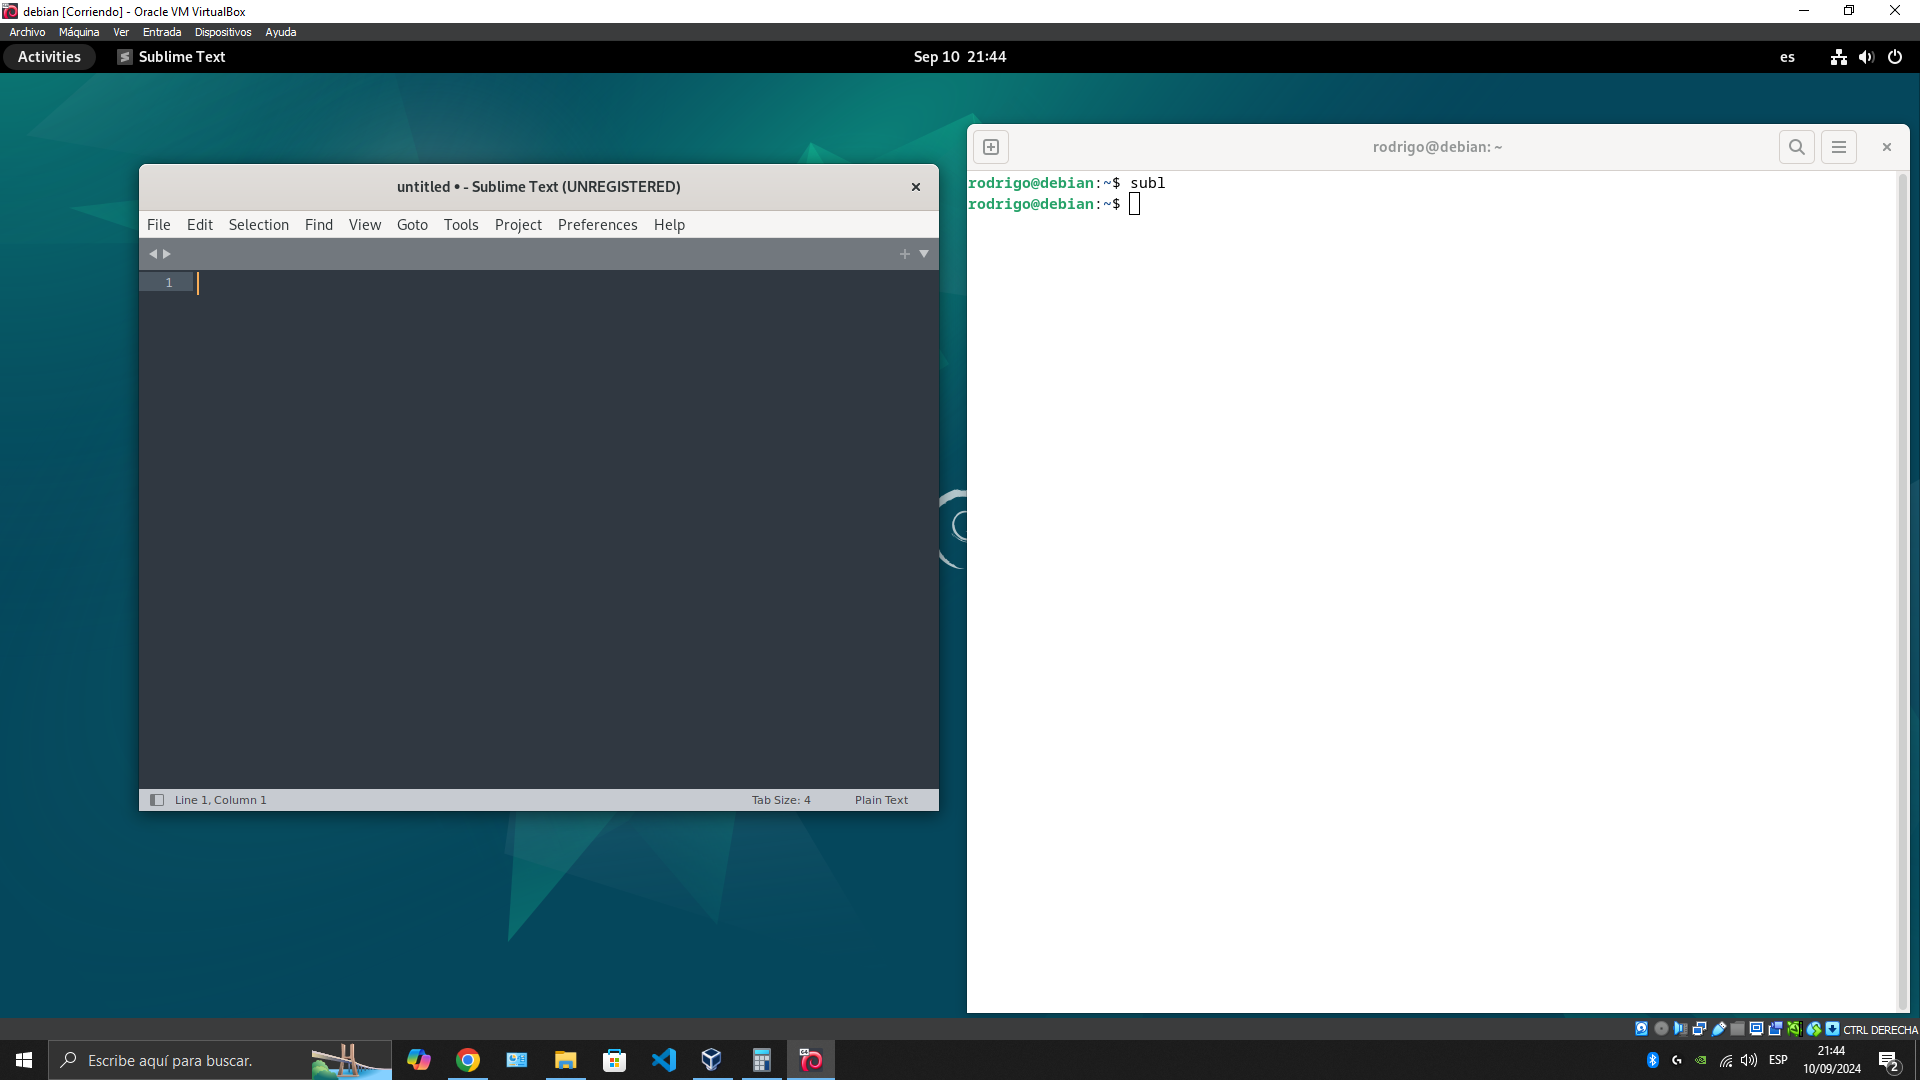 debian [Corriendo] - Oracle VM VirtualBox
Archivo Máquina Ver Entrada Dispositivos Ayuda
Activities Sublime Text Sep 10 21:44 es
rodrigo@debian: ~
untitled • - Sublime Text (UNREGISTERED)
File Edit Selection Find View Goto Tools Project Preferences Help
1
Line 1, Column 1 Tab Size: 4 Plain Text
rodrigo@debian:~$ subl
rodrigo@debian:~$
CTRL DERECHA
Escribe aquí para buscar.
ESP
21:44
10/09/2024
2